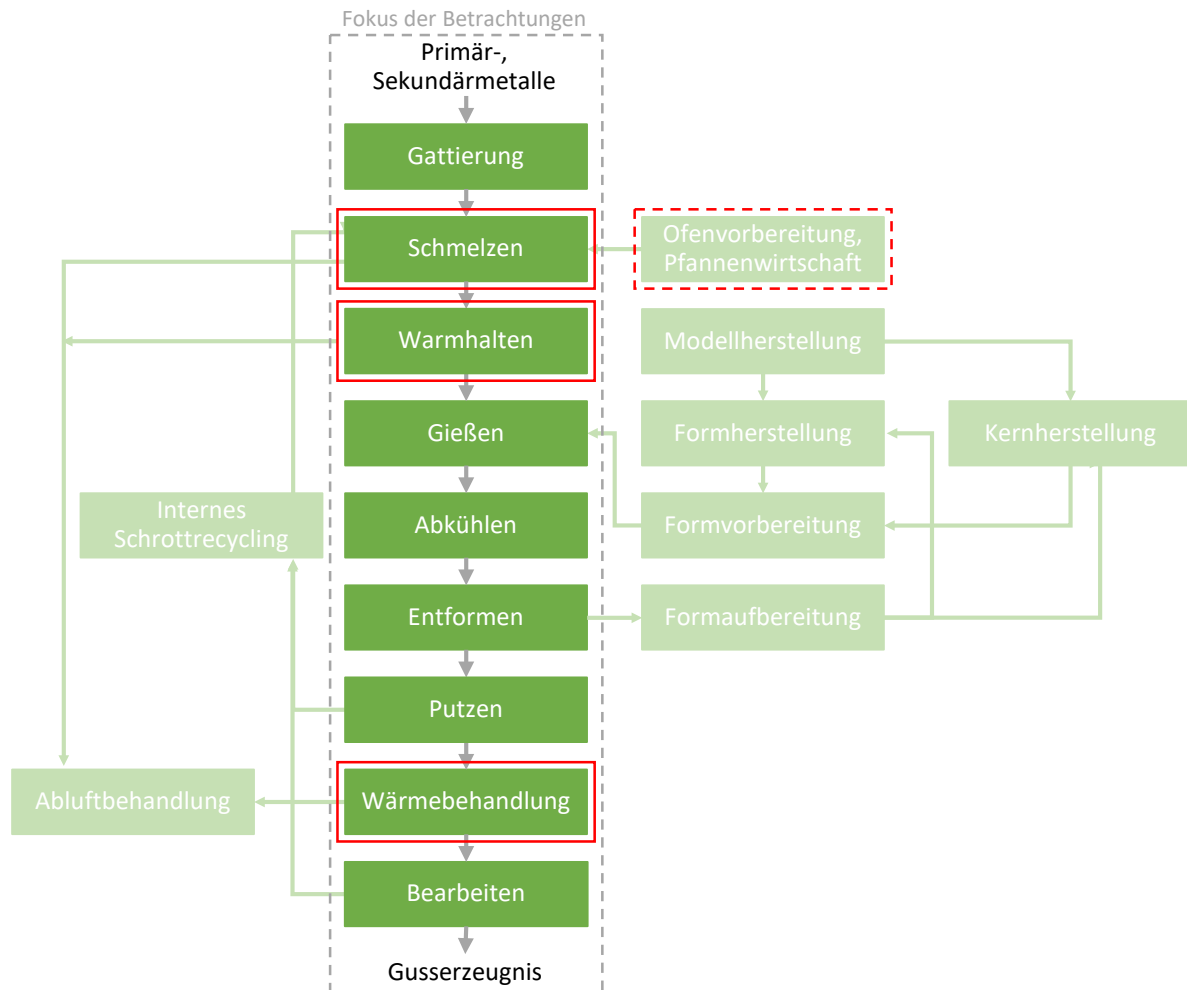 Fokus der Betrachtungen
Primär-,
Sekundärmetalle
Gattierung
Schmelzen
Ofenvorbereitung,
Pfannenwirtschaft
Warmhalten
Modellherstellung
Gießen
Formherstellung
Kernherstellung
Internes
Schrottrecycling
Abkühlen
Formvorbereitung
Entformen
Formaufbereitung
Putzen
Abluftbehandlung
Wärmebehandlung
Bearbeiten
Gusserzeugnis